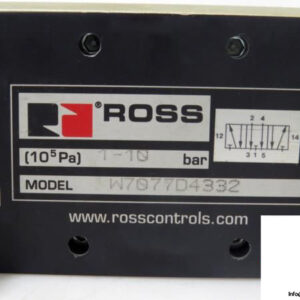 ®ROSS
2 4
12 14
3 1 5
(10⁵Pa) 1-10 bar
MODEL W7077D4332
www.rosscontrols.com